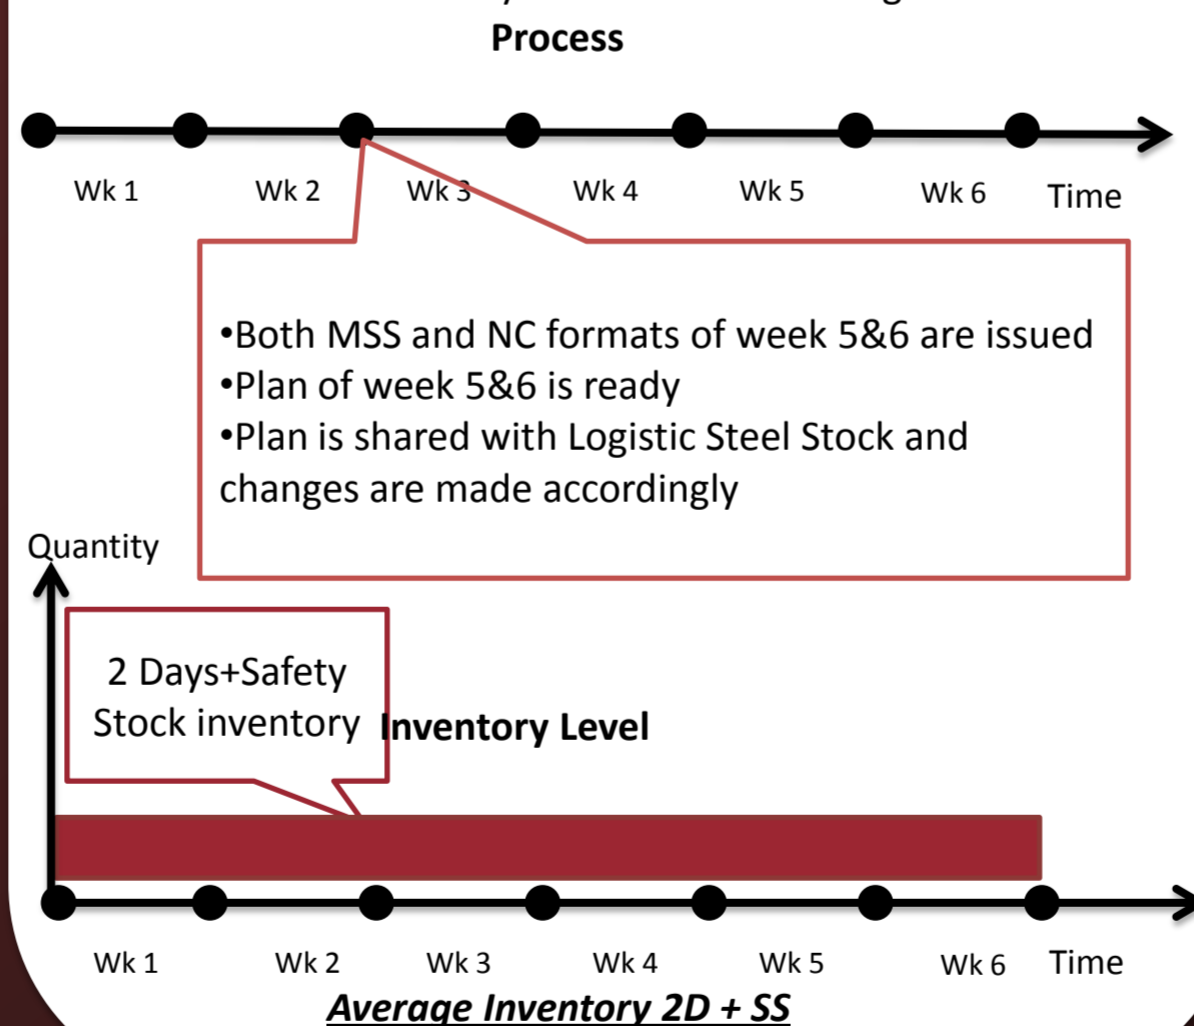 Process
Wk 1 Wk 2 Wk 3 Wk 4 Wk 5 Wk 6 Time
•Both MSS and NC formats of week 5&6 are issued
•Plan of week 5&6 is ready
•Plan is shared with Logistic Steel Stock and
changes are made accordingly
Quantity
2 Days+Safety
Stock inventory
Inventory Level
Wk 1 Wk 2 Wk 3 Wk 4 Wk 5 Wk 6 Time
Average Inventory 2D + SS